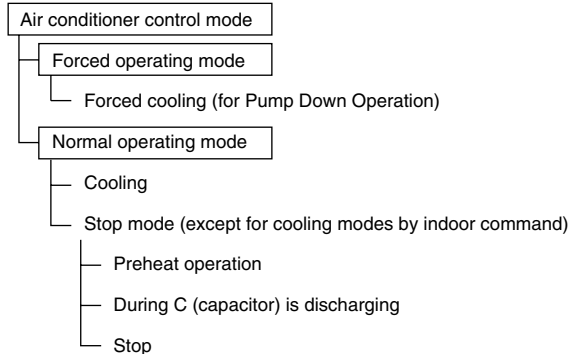 Air conditioner control mode
Forced operating mode
Forced cooling (for Pump Down Operation)
Normal operating mode
Cooling
Stop mode (except for cooling modes by indoor command)
Preheat operation
During C (capacitor) is discharging
Stop